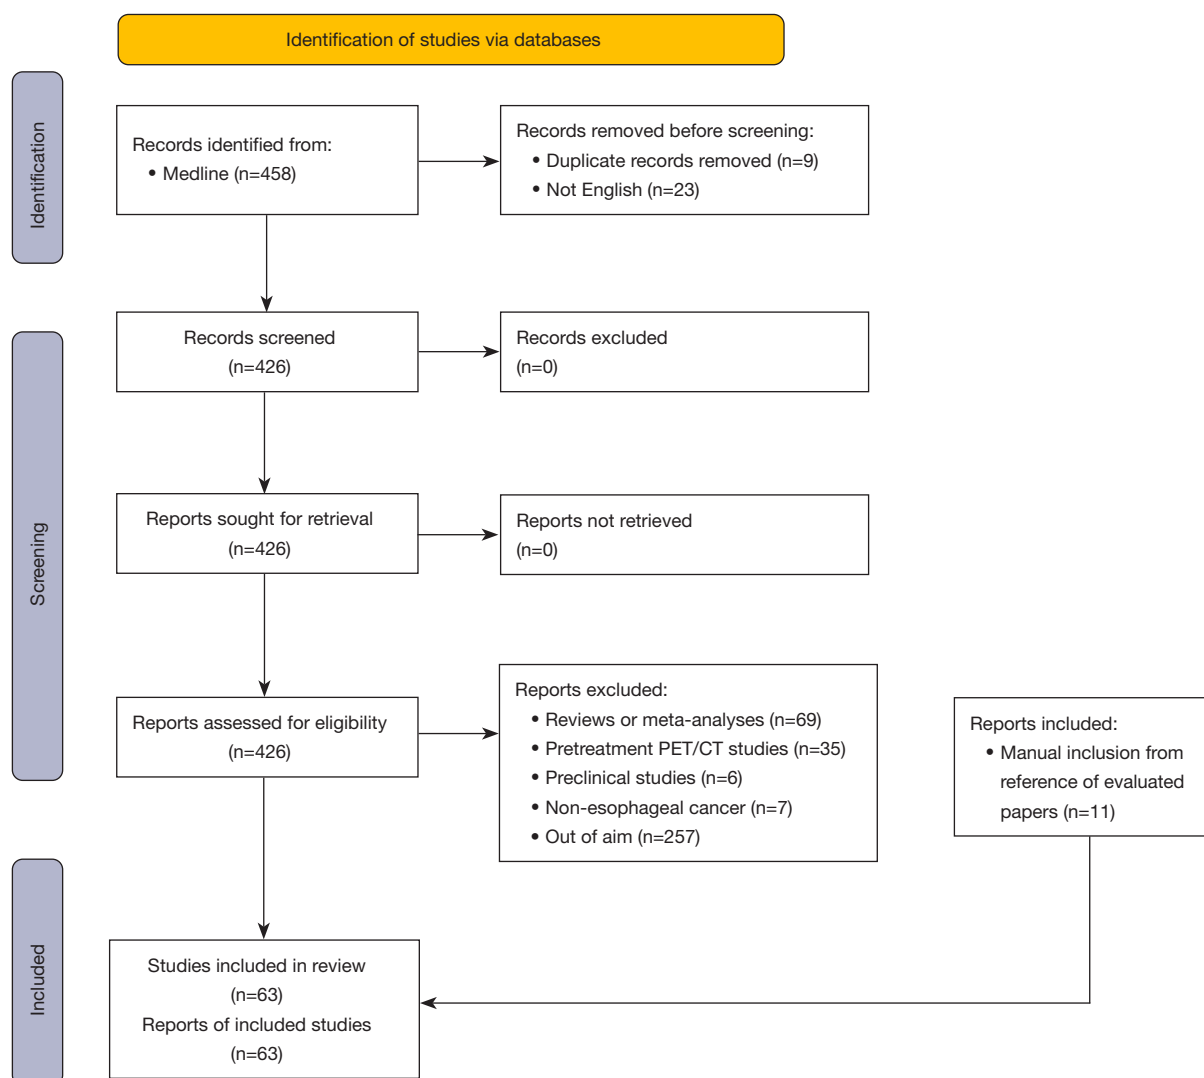 Identification of studies via databases
Identification
Records identified from:
• Medline (n=458)
Records removed before screening:
• Duplicate records removed (n=9)
• Not English (n=23)
Screening
Records screened
(n=426)
Records excluded
(n=0)
Reports sought for retrieval
(n=426)
Reports not retrieved
(n=0)
Reports assessed for eligibility
(n=426)
Reports excluded:
• Reviews or meta-analyses (n=69)
• Pretreatment PET/CT studies (n=35)
• Preclinical studies (n=6)
• Non-esophageal cancer (n=7)
• Out of aim (n=257)
Reports included:
• Manual inclusion from
reference of evaluated
papers (n=11)
Included
Studies included in review
(n=63)
Reports of included studies
(n=63)